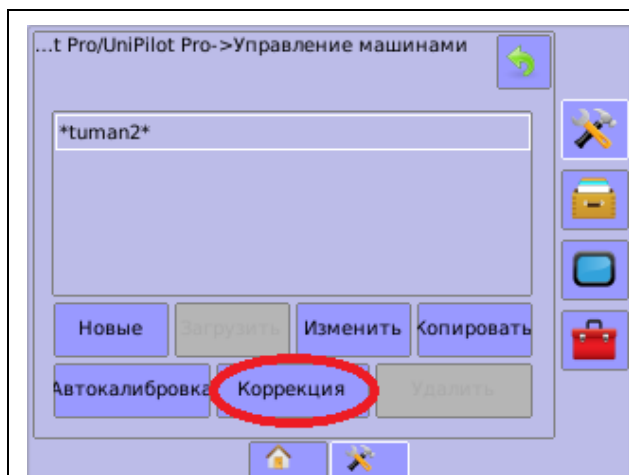 ...t Pro/UniPilot Pro->Управление машинами
*tuman2*
Новые Загрузить Изменить Копировать
Автокалибровка Коррекция Удалить